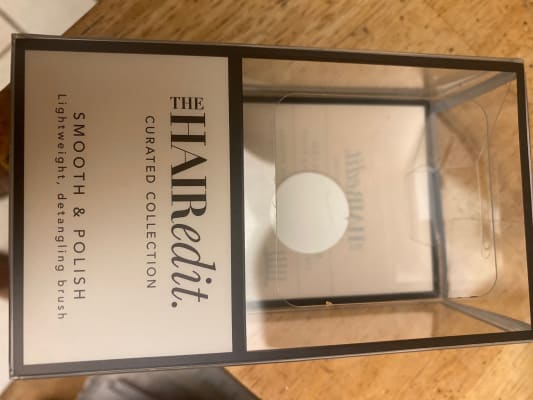 THE HAIRedit.
CURATED COLLECTION
SMOOTH & POLISH
Lightweight, detangling brush